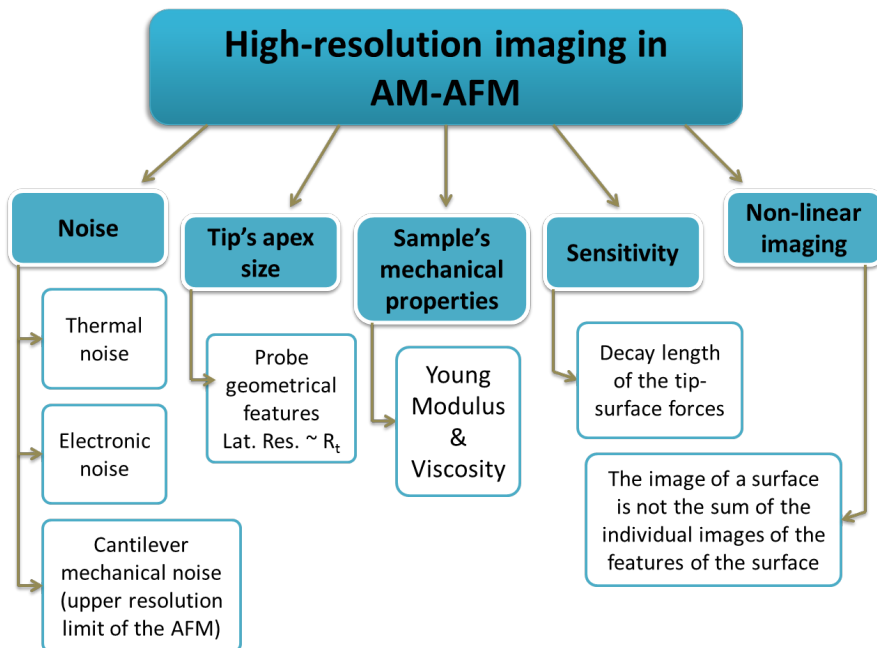 High-resolution imaging in
AM-AFM
Noise
Thermal
noise
Electronic
noise
Cantilever
mechanical noise
(upper resolution
limit of the AFM)
Tip’s apex
size
Probe
geometrical
features
Lat. Res. ~ Rt
Sample’s
mechanical
properties
Young
Modulus
&
Viscosity
Sensitivity
Decay length
of the tip-
surface forces
Non-linear
imaging
The image of a surface
is not the sum of the
individual images of the
features of the surface